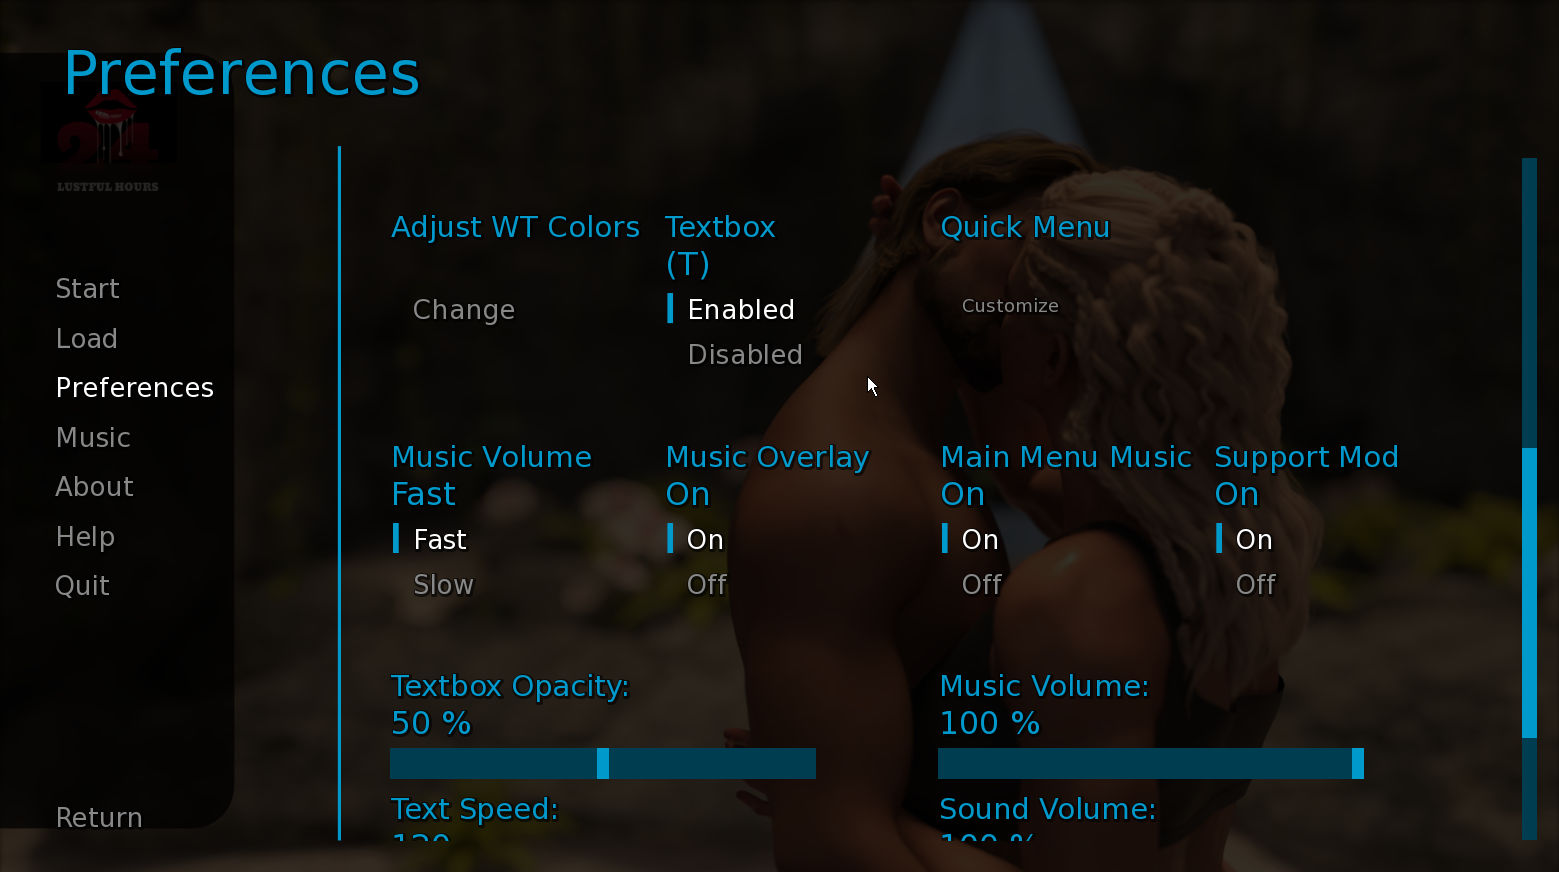 Preferences
24
LUSTFUL HOURS
Start
Load
Preferences
Music
About
Help
Quit
Return
Adjust WT Colors
Change
Textbox
(T)
Enabled
Disabled
Quick Menu
Customize
Music Volume
Fast
Fast
Slow
Music Overlay
On
On
Off
Main Menu Music
On
On
Off
Support Mod
On
On
Off
Textbox Opacity:
50 %
Music Volume:
100 %
Text Speed:
Sound Volume:
100 %